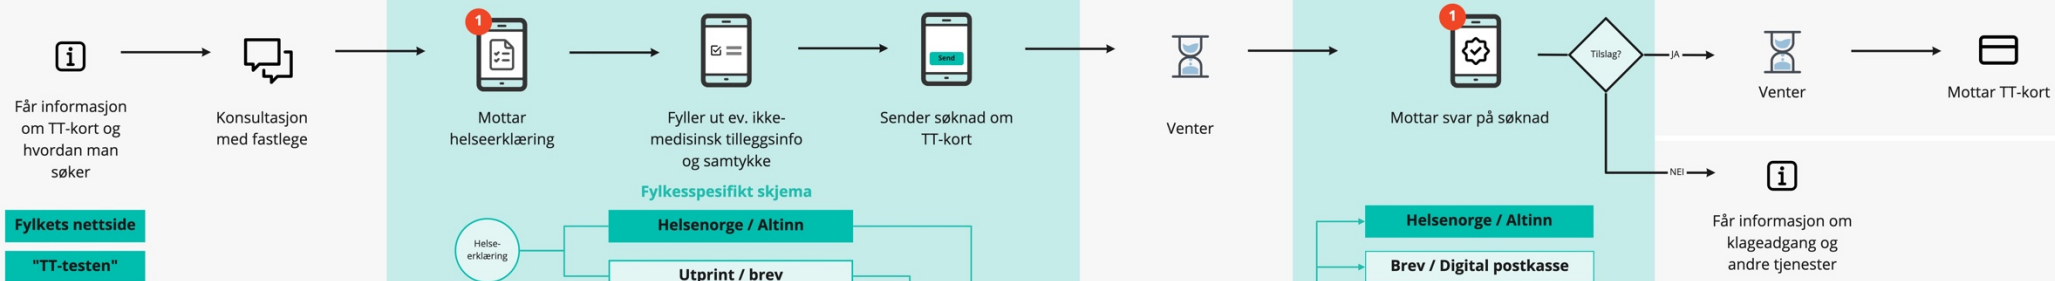 Får informasjon
om TT-kort og
hvordan man
søker
Fylkets nettside
"TT-testen"
Konsultasjon
med fastlege
1
Mottar
helseerklæring
Fyller ut ev. ikke-
medisinsk tilleggsinfo
og samtykke
Send
Sender søknad om
TT-kort
Fylkesspesifikt skjema
Helse-
erklæring
Helsenorge / Altinn
Utprint / brev
Venter
1
Mottar svar på søknad
Helsenorge / Altinn
Brev / Digital postkasse
Tilslag?
JA
Venter
Mottar TT-kort
NEI
Får informasjon om
klageadgang og
andre tjenester